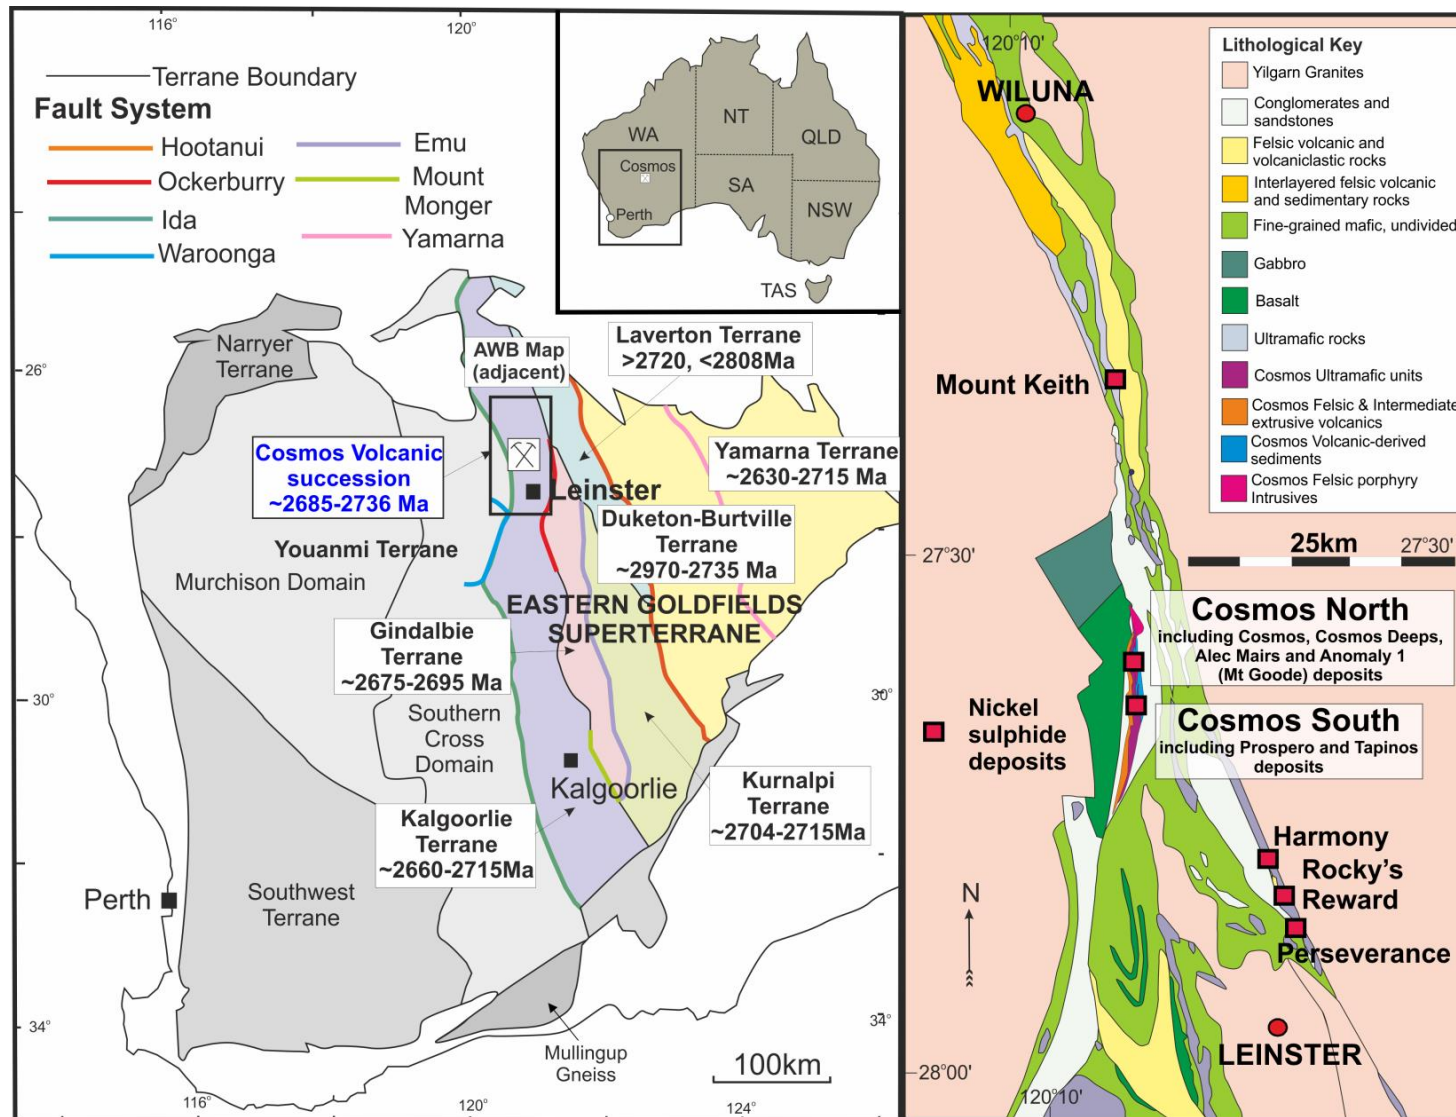 116°
120°
Terrane Boundary
Fault System
Hootanui
Emu
Ockerburry
Mount
Monger
Ida
Yamarna
Waroonga
WA
NT
QLD
Cosmos
SA
NSW
Perth
TAS
Narryer
Terrane
26°
AWB Map
(adjacent)
Laverton Terrane
>2720, <2808Ma
Cosmos Volcanic
succession
~2685-2736 Ma
Yamarna Terrane
~2630-2715 Ma
Leinster
Duketon-Burtville
Terrane
~2970-2735 Ma
Youanmi Terrane
Murchison Domain
EASTERN GOLDFIELDS
SUPERTERRANE
Gindalbie
Terrane
~2675-2695 Ma
30°
30°
Southern
Cross
Domain
Kalgoorlie
Kurnalpi
Terrane
~2704-2715Ma
Kalgoorlie
Terrane
~2660-2715Ma
Perth
Southwest
Terrane
34°
34°
Mullingup
Gneiss
100km
116°
120°
124°
120°10'
WILUNA
Lithological Key
Yilgarn Granites
Conglomerates and
sandstones
Felsic volcanic and
volcaniclastic rocks
Interlayered felsic volcanic
and sedimentary rocks
Fine-grained mafic, undivided
Gabbro
Basalt
Ultramafic rocks
Cosmos Ultramafic units
Cosmos Felsic & Intermediate
extrusive volcanics
Cosmos Volcanic-derived
sediments
Cosmos Felsic porphyry
Intrusives
Mount Keith
27°30'
25km
27°30'
Cosmos North
including Cosmos, Cosmos Deeps,
Alec Mairs and Anomaly 1
(Mt Goode) deposits
Nickel
sulphide
deposits
Cosmos South
including Prospero and Tapinos
deposits
Harmony
Rocky's
Reward
Perseverance
N
LEINSTER
28°00'
120°10'